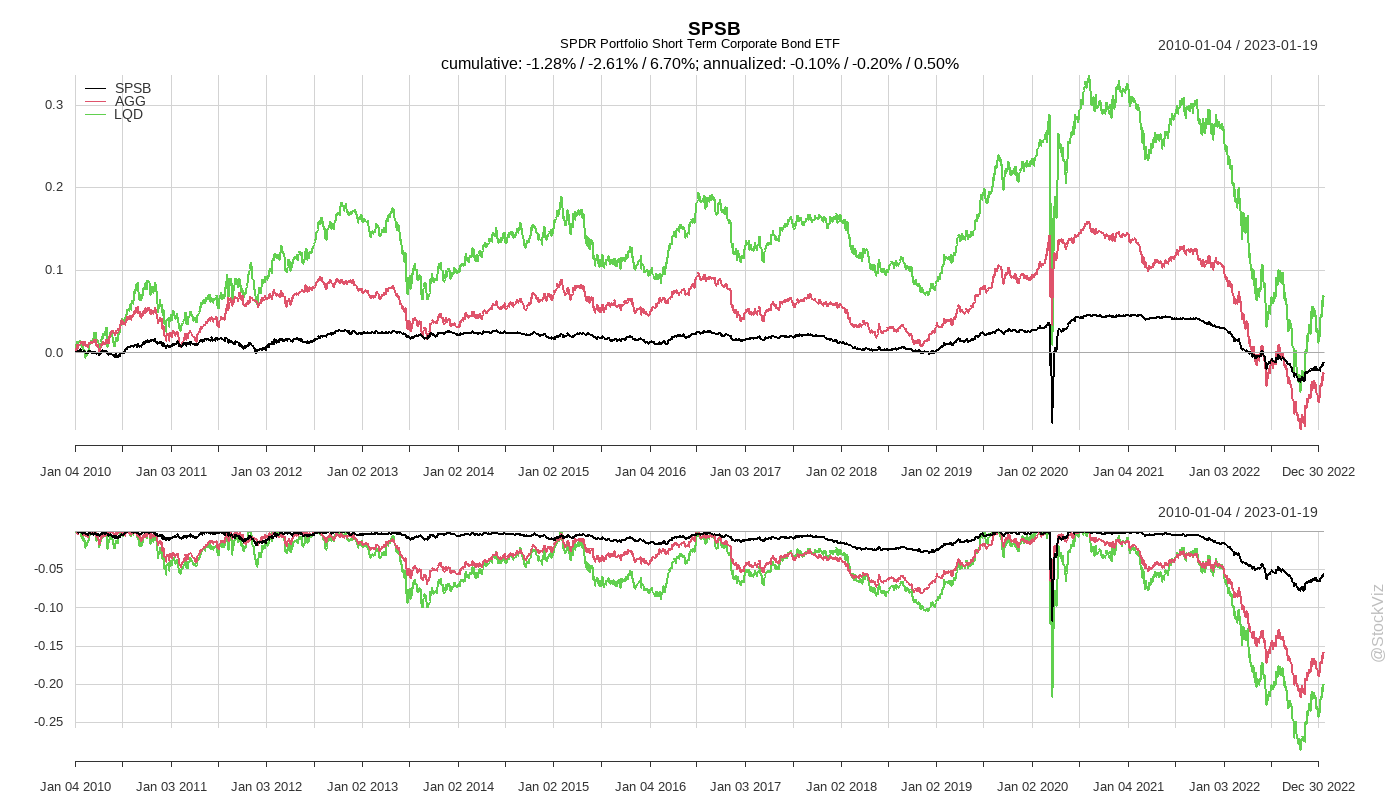 SPSB
SPDR Portfolio Short Term Corporate Bond ETF
2010-01-04 / 2023-01-19
cumulative: -1.28% / -2.61% / 6.70%; annualized: -0.10% / -0.20% / 0.50%
SPSB
AGG
LQD
0.3
0.2
0.1
0.0
Jan 04 2010 Jan 03 2011 Jan 03 2012 Jan 02 2013 Jan 02 2014 Jan 02 2015 Jan 04 2016 Jan 03 2017 Jan 02 2018 Jan 02 2019 Jan 02 2020 Jan 04 2021 Jan 03 2022 Dec 30 2022
2010-01-04 / 2023-01-19
-0.05
-0.10
-0.15
-0.20
-0.25
Jan 04 2010 Jan 03 2011 Jan 03 2012 Jan 02 2013 Jan 02 2014 Jan 02 2015 Jan 04 2016 Jan 03 2017 Jan 02 2018 Jan 02 2019 Jan 02 2020 Jan 04 2021 Jan 03 2022 Dec 30 2022
@StockViz